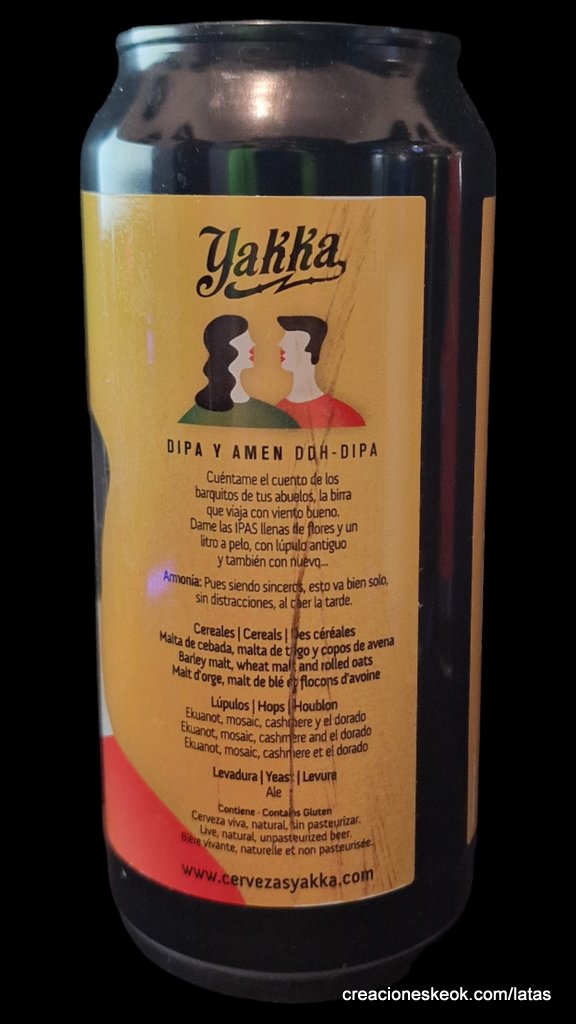 Yakka
DIPA Y AMEN DDH-DIPA
Cuéntame el cuento de los
barquitos de tus abuelos, la birra
que viaja con viento bueno.
Dame las IPAS llenas de flores y un
litro a pelo, con lúpulo antiguo
y también con nuevo...
Armonía: Pues siendo sinceros, esto va bien solo,
sin distracciones, al caer la tarde.
Cereales | Cereals | Des céréales
Malta de cebada, malta de trigo y copos de avena
Barley malt, wheat malt and rolled oats
Malt d'orge, malt de blé et flocons d'avoine
Lúpulos | Hops | Houblon
Ekuanot, mosaic, cashmere y el dorado
Ekuanot, mosaic, cashmere and el dorado
Ekuanot, mosaic, cashmere et el dorado
Levadura | Yeast | Levure
Ale
Contiene - Contains Gluten
Cerveza viva, natural, sin pasteurizar.
Live, natural, unpasteurized beer.
Bière vivante, naturelle et non pasteurisée.
www.cervezasyakka.com
creacioneskeok.com/latas